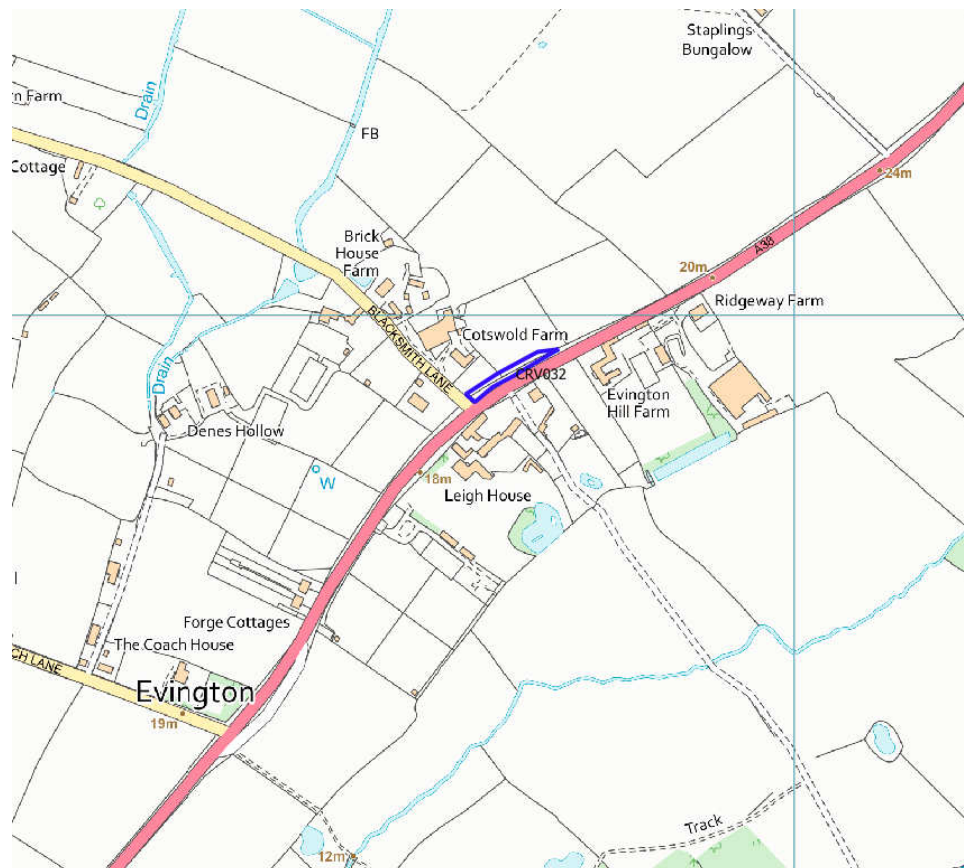 Staplings
Bungalow
n Farm
Drain
FB
Cottage
24m
A38
Brick
House
Farm
20m
Ridgeway Farm
BLACKSMITH LANE
Cotswold Farm
CRV032
Drain
Evington
Hill Farm
Denes Hollow
W
18m
Leigh House
Forge Cottages
The Coach House
CH LANE
Evington
19m
Track
12m